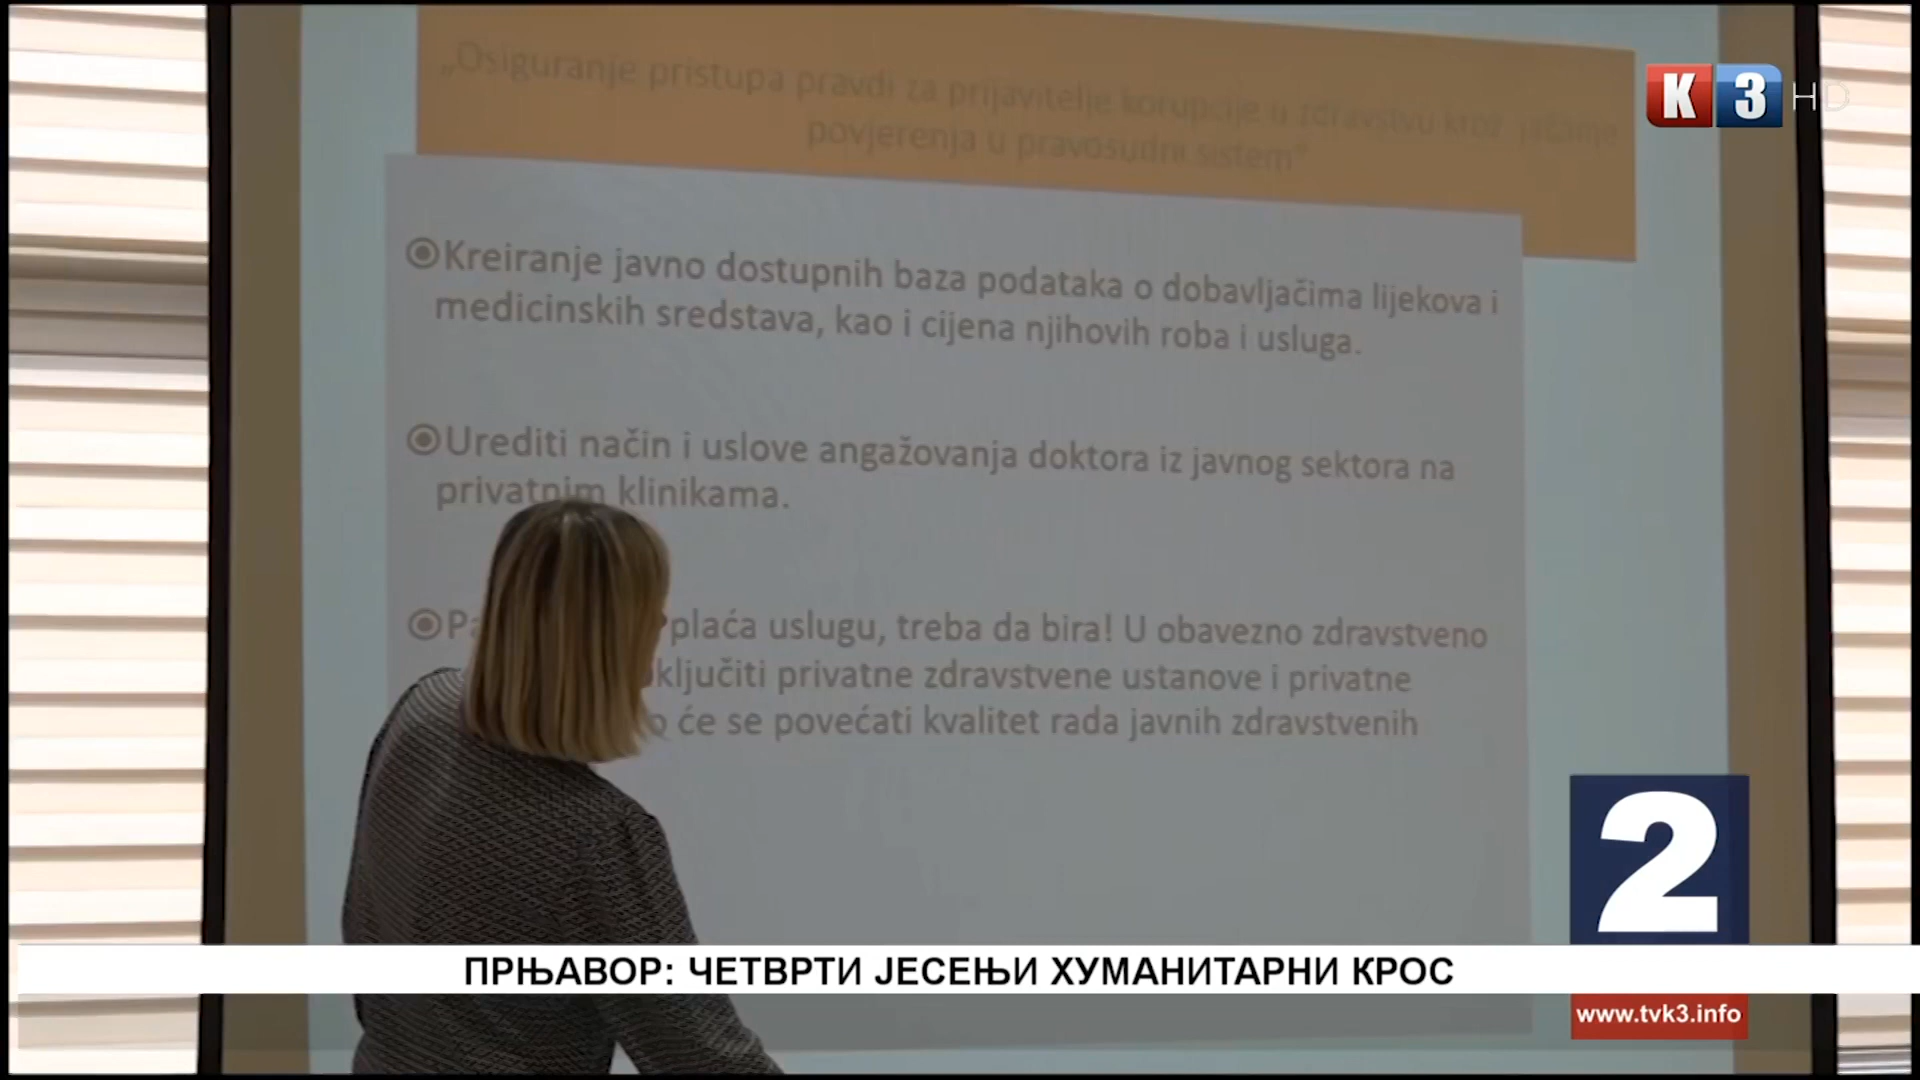 „Osiguranje pristupa pravdi za prijavitelje korupcije u zdravstvu kroz jačanje
povjerenja u pravosudni sistem“
K3 HD
Kreiranje javno dostupnih baza podataka o dobavljačima lijekova i
medicinskih sredstava, kao i cijena njihovih roba i usluga.
Urediti način i uslove angažovanja doktora iz javnog sektora na
privatnim klinikama.
plaća uslugu, treba da bira! U obavezno zdravstveno
privatne zdravstvene ustanove i privatne
će se povećati kvalitet rada javnih zdravstvenih
2
ПРЊАВОР: ЧЕТВРТИ ЈЕСЕЊИ ХУМАНИТАРНИ КРОС
www.tvk3.info